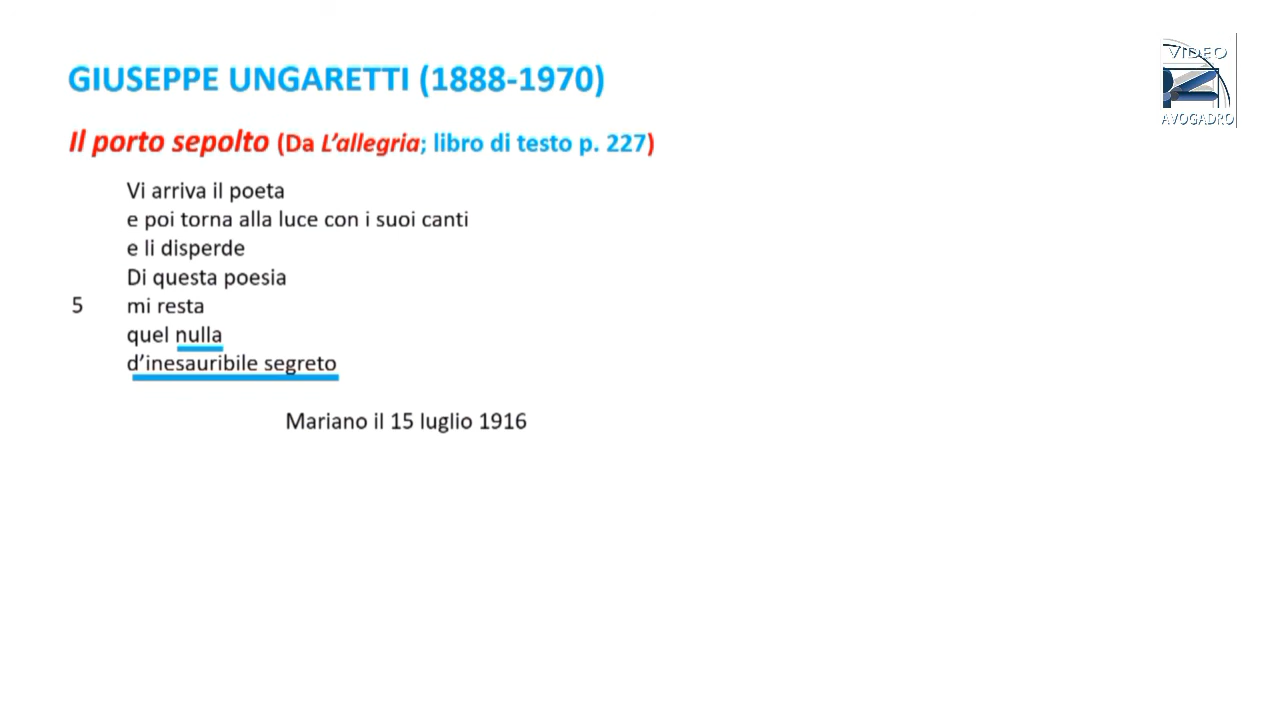 GIUSEPPE UNGARETTI (1888-1970)
VIDEO
AVOGADRO
Il porto sepolto (Da L'allegria; libro di testo p. 227)
Vi arriva il poeta
e poi torna alla luce con i suoi canti
e li disperde
Di questa poesia
5 mi resta
quel nulla
d'inesauribile segreto
Mariano il 15 luglio 1916